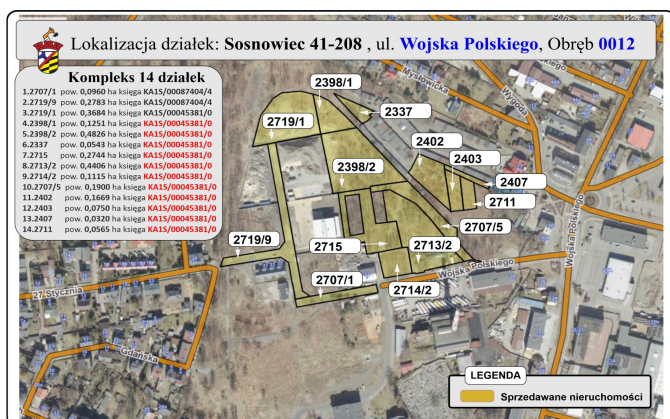 Lokalizacja działek: Sosnowiec 41-208 , ul. Wojska Polskiego, Obręb 0012
Kompleks 14 działek
1.2707/1 pow. 0,0960 ha księga KA1S/00087404/4
2.2719/9 pow. 0,2783 ha księga KA1S/00087404/4
3.2719/1 pow. 0,3684 ha księga KA1S/00045381/0
4.2398/1 pow. 0,1251 ha księga KA1S/00045381/0
5.2398/2 pow. 0,4826 ha księga KA1S/00045381/0
6.2337 pow. 0,0543 ha księga KA1S/00045381/0
7.2715 pow. 0,2744 ha księga KA1S/00045381/0
8.2713/2 pow. 0,4406 ha księga KA1S/00045381/0
9.2714/2 pow. 0,1115 ha księga KA1S/00045381/0
10.2707/5 pow. 0,1900 ha księga KA1S/00045381/0
11.2402 pow. 0,1669 ha księga KA1S/00045381/0
12.2403 pow. 0,0750 ha księga KA1S/00045381/0
13.2407 pow. 0,0320 ha księga KA1S/00045381/0
14.2711 pow. 0,0565 ha księga KA1S/00045381/0
Mysłowicka
Wygoda
2398/1
2337
2719/1
2402
2403
2398/2
2407
2711
2707/5
2719/9
2715
2713/2
2707/1
2714/2
Wojska Polskiego
Wojska Polskiego
27 Stycznia
Gdańska
LEGENDA
Sprzedawane nieruchomości